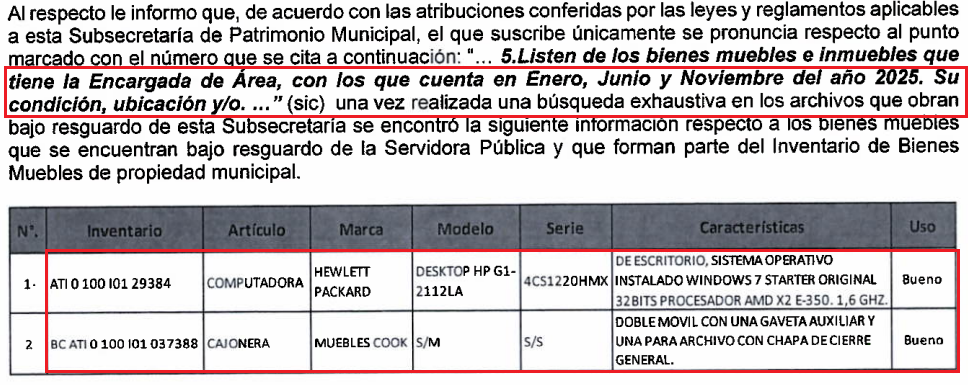 Al respecto le informo que, de acuerdo con las atribuciones conferidas por las leyes y reglamentos aplicables
a esta Subsecretaría de Patrimonio Municipal, el que suscribe únicamente se pronuncia respecto al punto
marcado con el número que se cita a continuación: "... 5.Listen de los bienes muebles e inmuebles que
tiene la Encargada de Área, con los que cuenta en Enero, Junio y Noviembre del año 2025. Su
condición, ubicación y/o. ..." (sic) una vez realizada una búsqueda exhaustiva en los archivos que obran
bajo resguardo de esta Subsecretaría se encontró la siguiente información respecto a los bienes muebles
que se encuentran bajo resguardo de la Servidora Pública y que forman parte del Inventario de Bienes
Muebles de propiedad municipal.
N°. Inventario Artículo Marca Modelo Serie Características Uso
1· ATI 0 100 I01 29384 COMPUTADORA HEWLETT PACKARD DESKTOP HP G1-2112LA 4CS1220HMX DE ESCRITORIO, SISTEMA OPERATIVO
INSTALADO WINDOWS 7 STARTER ORIGINAL
32BITS PROCESADOR AMD X2 E-350. 1,6 GHZ. Bueno
2 BC ATI 0 100 I01 037388 CAJONERA MUEBLES COOK S/M S/S DOBLE MOVIL CON UNA GAVETA AUXILIAR Y
UNA PARA ARCHIVO CON CHAPA DE CIERRE
GENERAL. Bueno